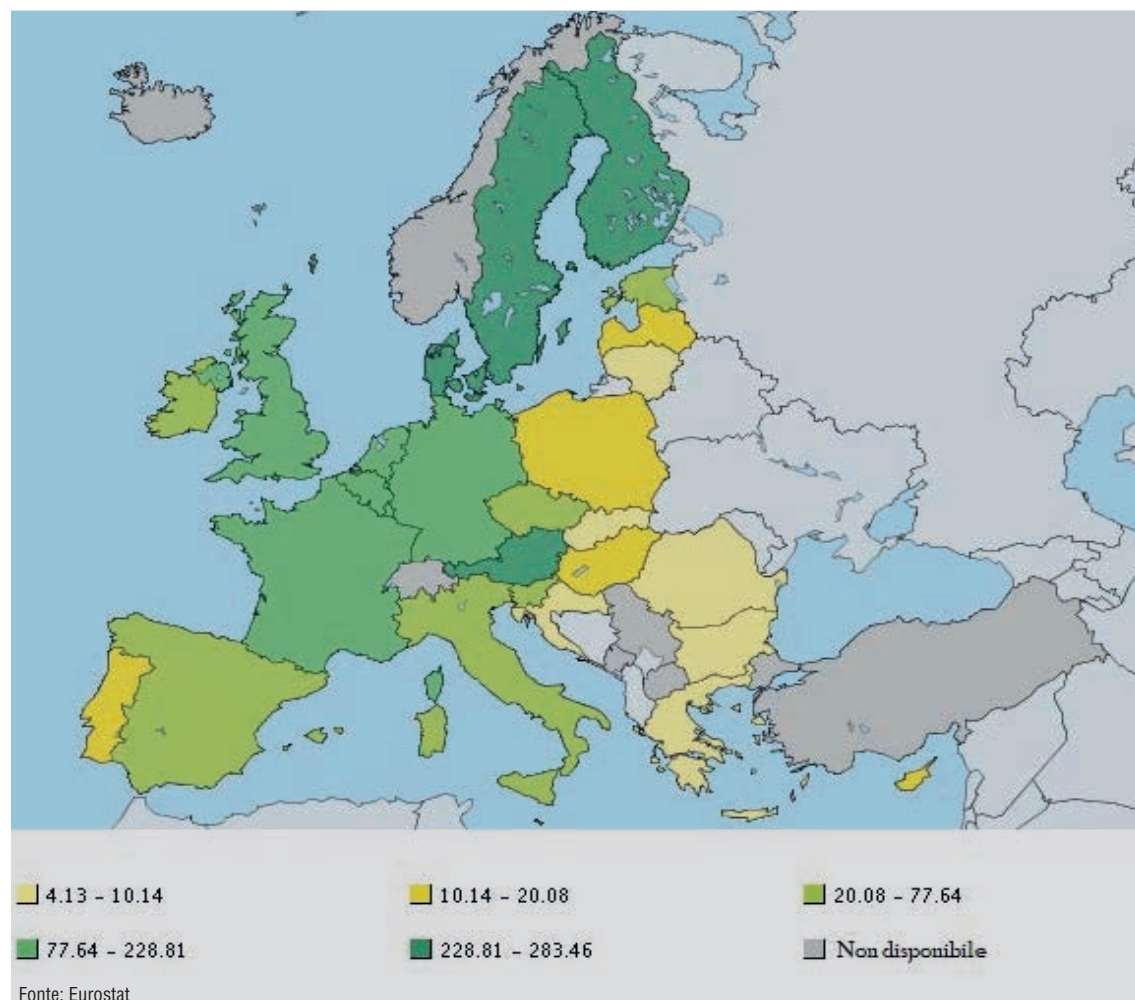 4.13 - 10.14
10.14 - 20.08
20.08 - 77.64
77.64 - 228.81
228.81 - 283.46
Non disponibile
Fonte: Eurostat